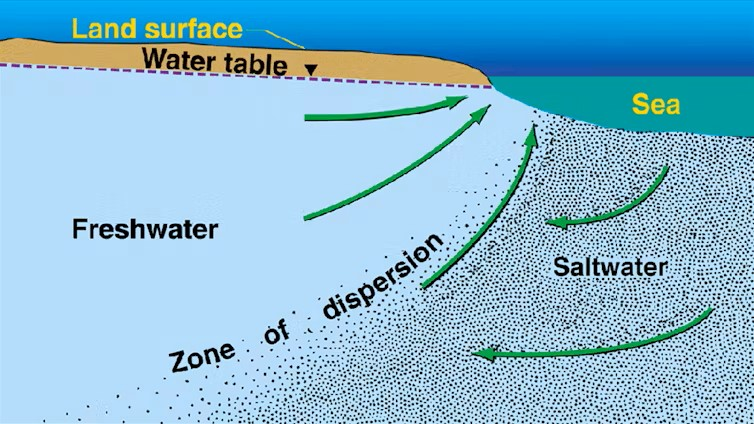 Land surface
Water table
Sea
Freshwater
Saltwater
Zone of dispersion